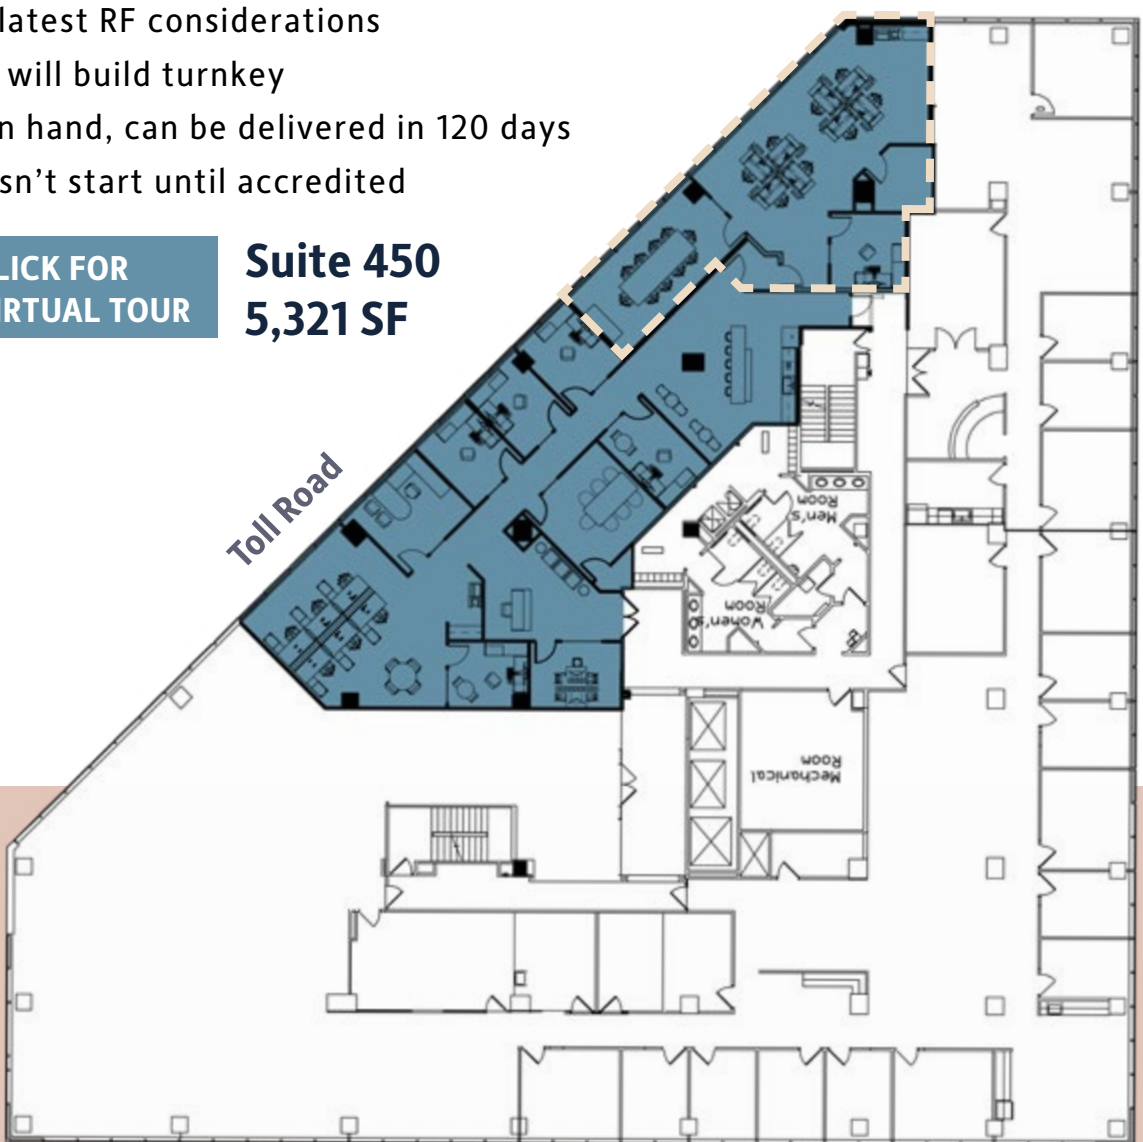 latest RF considerations
will build turnkey
n hand, can be delivered in 120 days
sn’t start until accredited
LICK FOR
IRTUAL TOUR
Suite 450
5,321 SF
Toll Road
Men's
Room
Women's
Room
Mechanical
Room